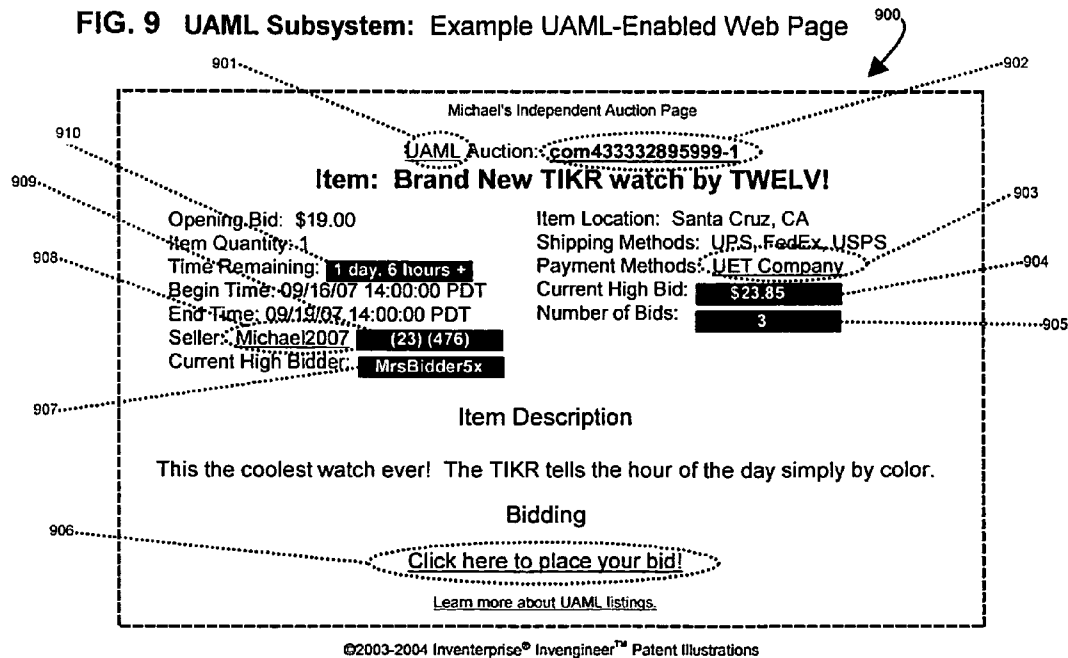 FIG. 9 UAML Subsystem: Example UAML-Enabled Web Page
900
901
902
Michael's Independent Auction Page
910
UAML Auction: com433332895999-1
Item: Brand New TIKR watch by TWELV!
909
903
Opening Bid: $19.00
Item Location: Santa Cruz, CA
Item Quantity: 1
Shipping Methods: UPS, FedEx, USPS
908
Time Remaining: 1 day, 6 hours +
Payment Methods: UET Company
904
Begin Time: 09/16/07 14:00:00 PDT
Current High Bid: $23.85
End Time: 09/19/07 14:00:00 PDT
Number of Bids: 3
905
Seller: Michael2007 (23) (476)
Current High Bidder: MrsBidder5x
907
Item Description
This the coolest watch ever! The TIKR tells the hour of the day simply by color.
Bidding
906
Click here to place your bid!
Learn more about UAML listings.
©2003-2004 Inventerprise® Invengineer™ Patent Illustrations